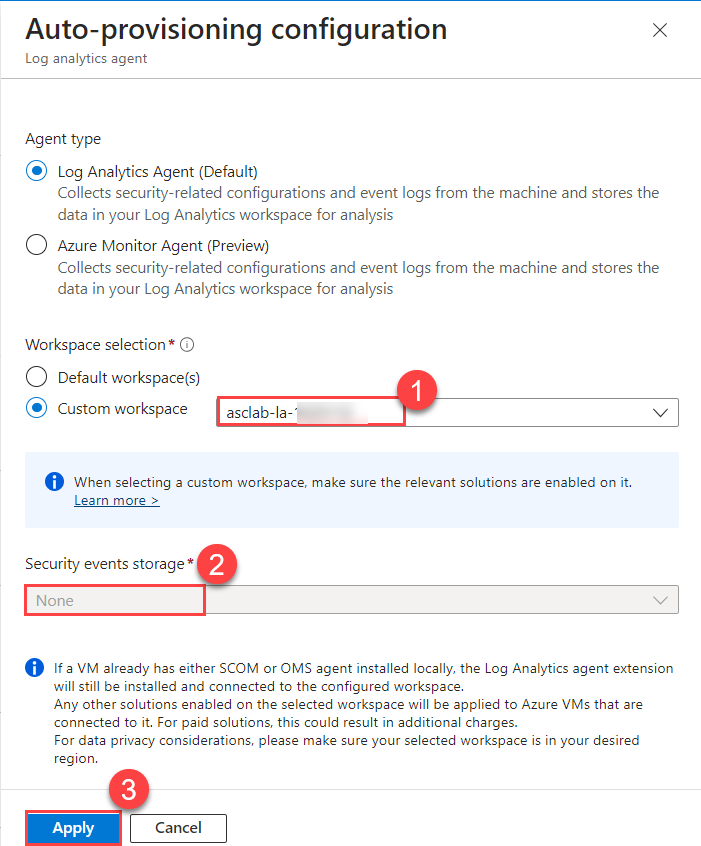 Auto-provisioning configuration
Log analytics agent
Agent type
Log Analytics Agent (Default)
Collects security-related configurations and event logs from the machine and stores the
data in your Log Analytics workspace for analysis
Azure Monitor Agent (Preview)
Collects security-related configurations and event logs from the machine and stores the
data in your Log Analytics workspace for analysis
Workspace selection*
Default workspace(s)
1
Custom workspace
asclab-la-
When selecting a custom workspace, make sure the relevant solutions are enabled on it.
Learn more >
Security events storage*
2
None
If a VM already has either SCOM or OMS agent installed locally, the Log Analytics agent extension
will still be installed and connected to the configured workspace.
Any other solutions enabled on the selected workspace will be applied to Azure VMs that are
connected to it. For paid solutions, this could result in additional charges.
For data privacy considerations, please make sure your selected workspace is in your desired
region.
3
Apply
Cancel